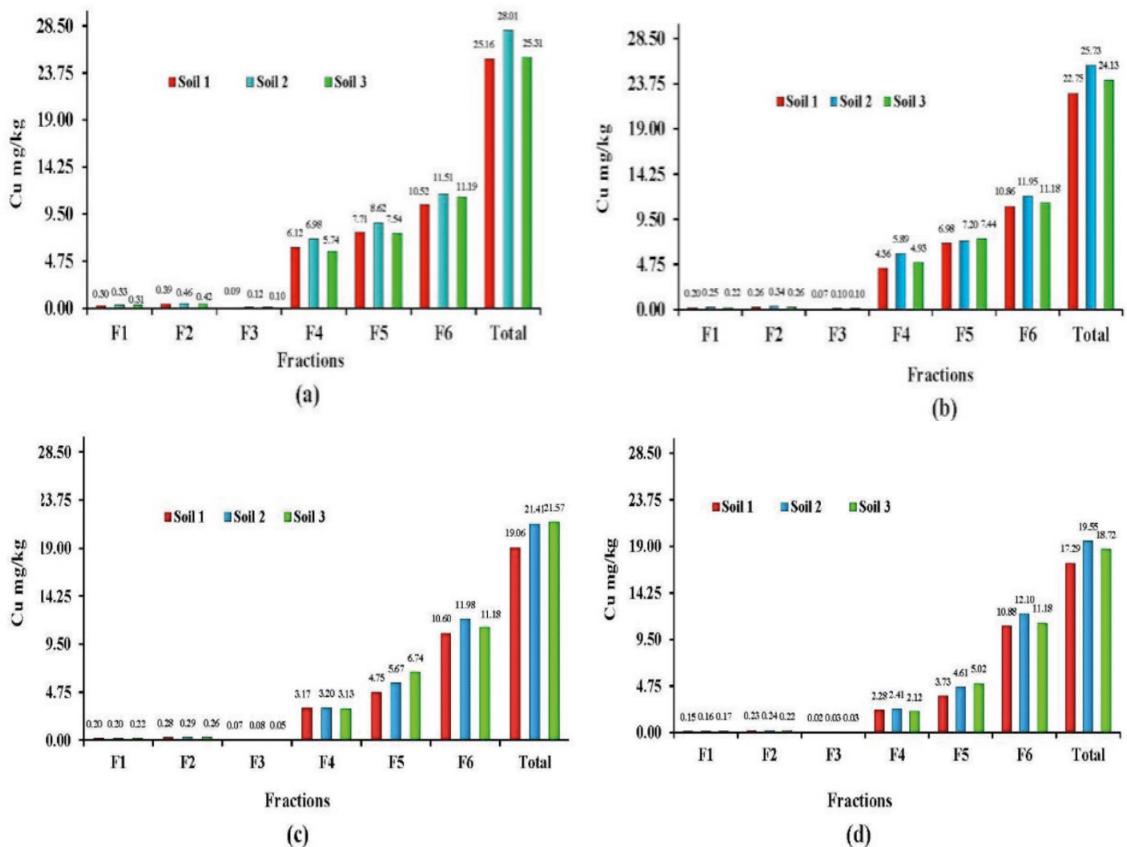 28.50
23.75
19.00
14.25
9.50
4.75
0.00
Cu mg/kg
Soil 1 Soil 2 Soil 3
0.30 0.33 0.31
0.39 0.46 0.42
0.09 0.12 0.10
6.12 6.98 5.74
7.71 8.62 7.54
10.52 11.51 11.19
25.16 28.01 25.31
F1 F2 F3 F4 F5 F6 Total
Fractions
(a)
28.50
23.75
19.00
14.25
9.50
4.75
0.00
Cu mg/kg
Soil 1 Soil 2 Soil 3
0.20 0.25 0.22
0.26 0.34 0.26
0.07 0.10 0.10
4.36 5.89 4.93
6.98 7.20 7.44
10.86 11.95 11.18
22.75 25.73 24.13
F1 F2 F3 F4 F5 F6 Total
Fractions
(b)
28.50
23.75
19.00
14.25
9.50
4.75
0.00
Cu mg/kg
Soil 1 Soil 2 Soil 3
0.20 0.20 0.22
0.28 0.29 0.26
0.07 0.08 0.05
3.17 3.20 3.13
4.75 5.67 6.74
10.60 11.98 11.18
19.06 21.41 21.57
F1 F2 F3 F4 F5 F6 Total
Fractions
(c)
28.50
23.75
19.00
14.25
9.50
4.75
0.00
Cu mg/kg
Soil 1 Soil 2 Soil 3
0.15 0.16 0.17
0.23 0.24 0.22
0.02 0.03 0.03
2.28 2.41 2.12
3.73 4.61 5.02
10.88 12.10 11.18
17.29 19.55 18.72
F1 F2 F3 F4 F5 F6 Total
Fractions
(d)